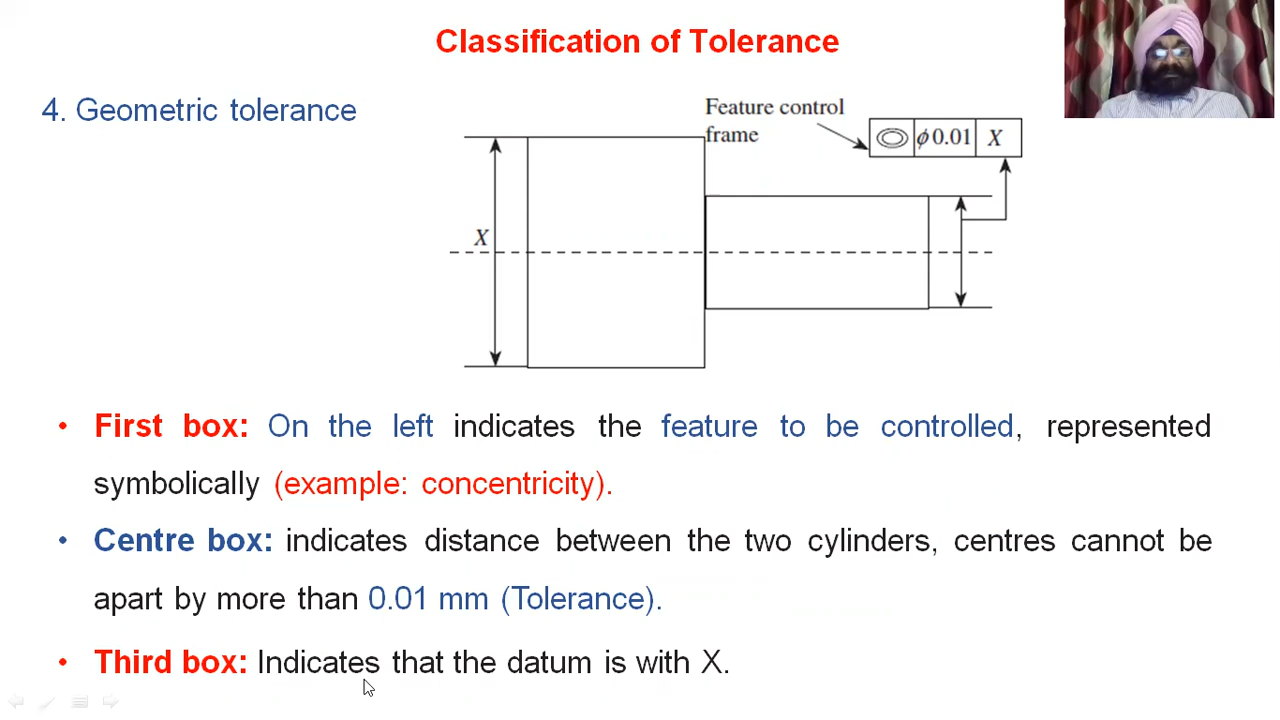 Classification of Tolerance
4. Geometric tolerance
Feature control
frame
ϕ0.01 X
X
• First box: On the left indicates the feature to be controlled, represented
symbolically (example: concentricity).
• Centre box: indicates distance between the two cylinders, centres cannot be
apart by more than 0.01 mm (Tolerance).
• Third box: Indicates that the datum is with X.